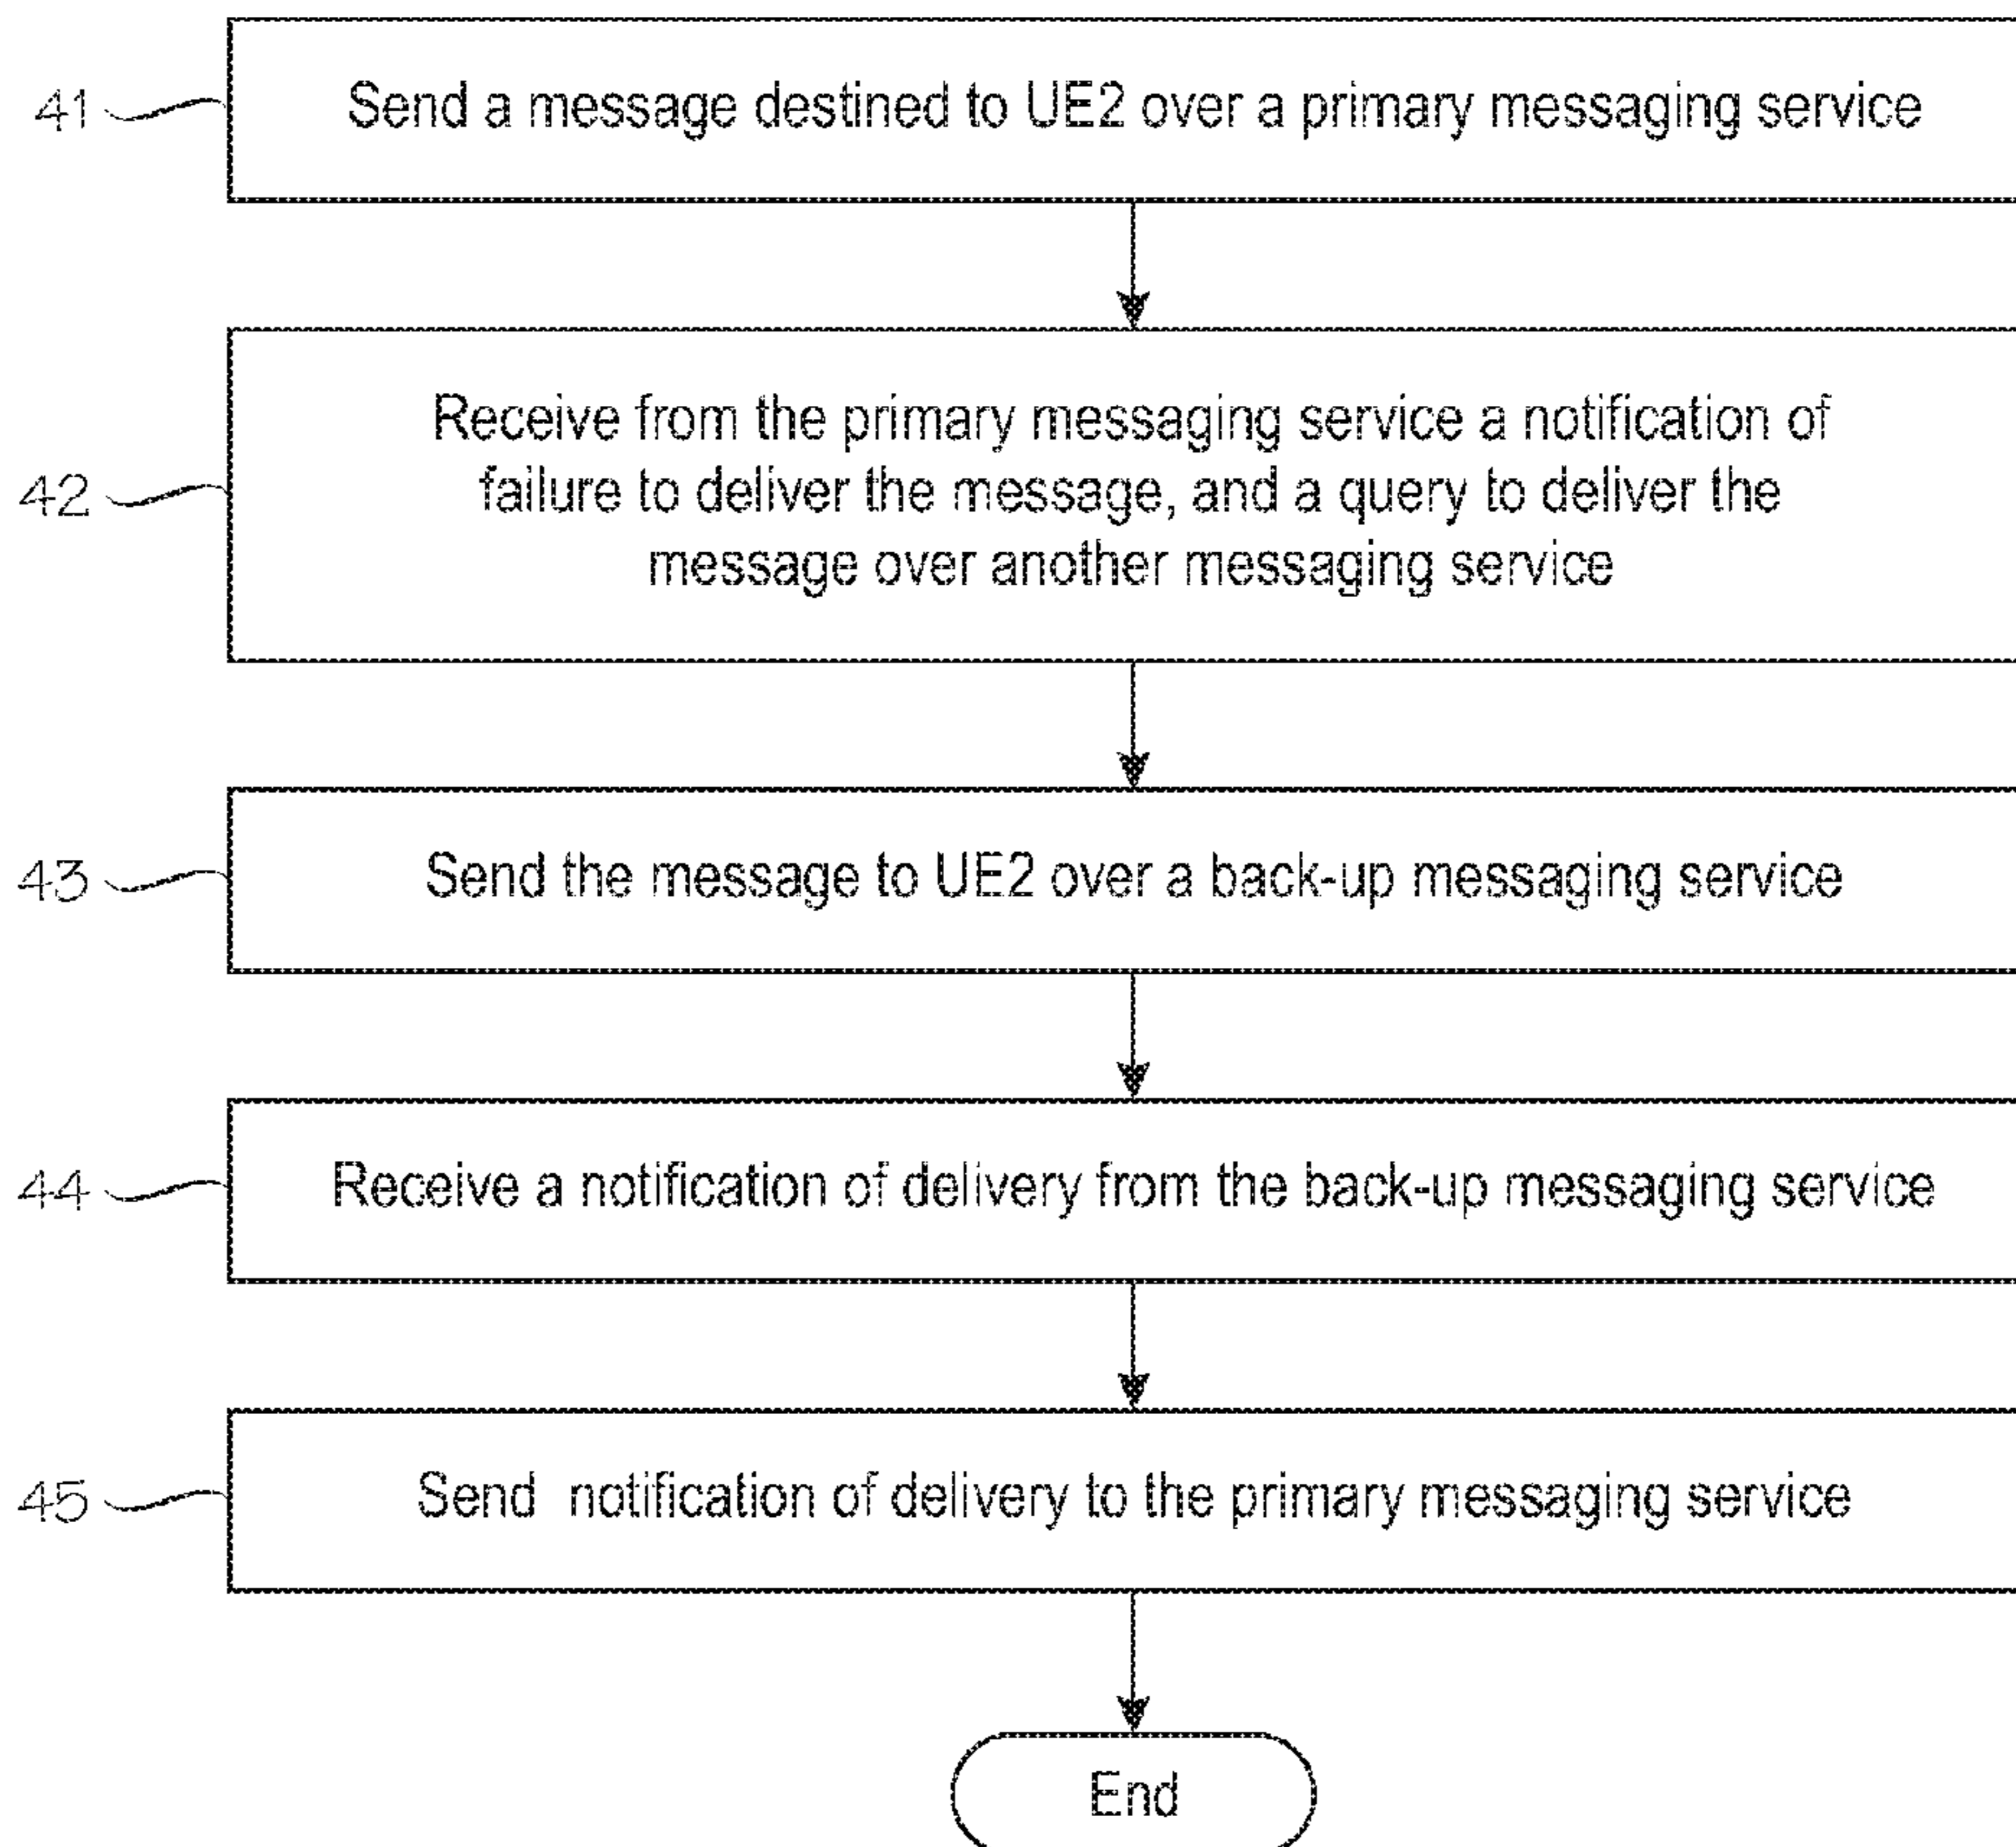 41 Send a message destined to UE2 over a primary messaging service
Receive from the primary messaging service a notification of
42 failure to deliver the message, and a query to deliver the
message over another messaging service
43 Send the message to UE2 over a back-up messaging service
44 Receive a notification of delivery from the back-up messaging service
45 Send notification of delivery to the primary messaging service
End